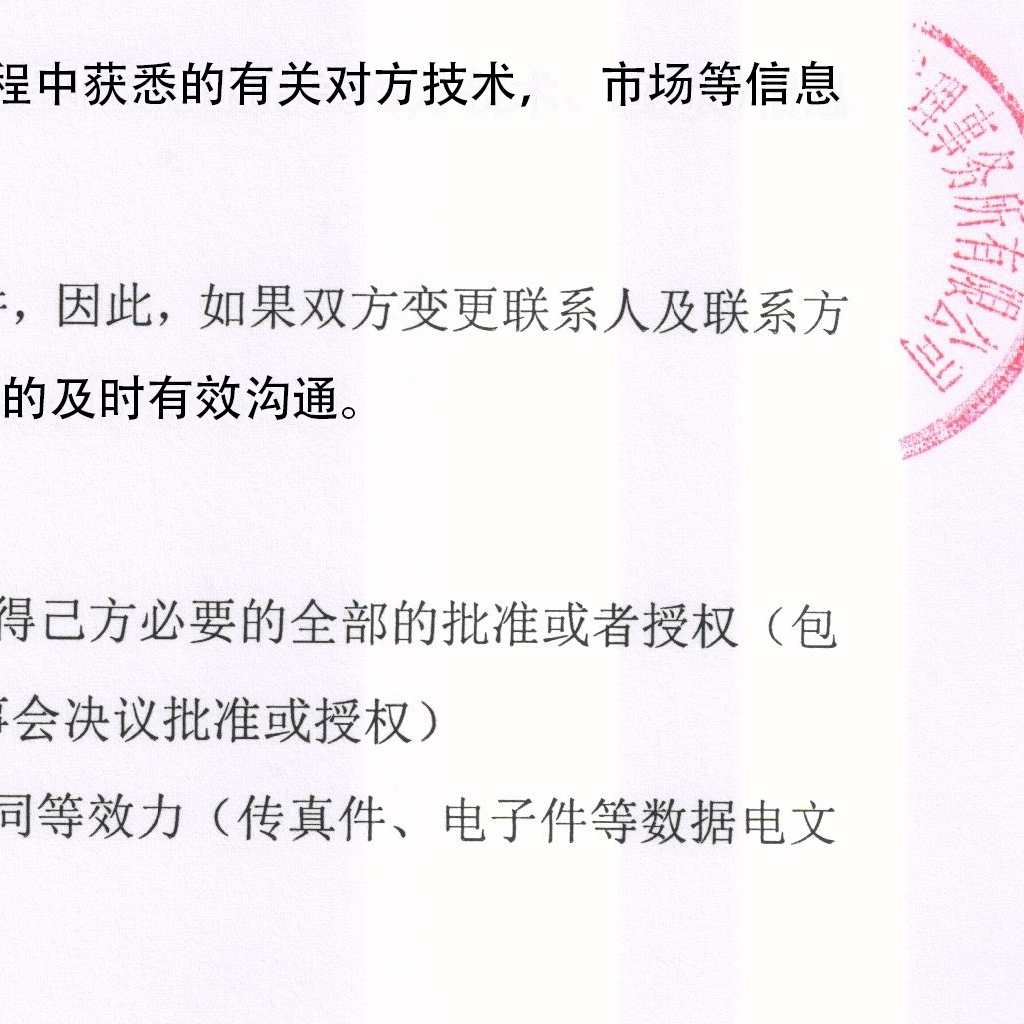 程中获悉的有关对方技术， 市场等信息
，因此，如果双方变更联系人及联系方
的及时有效沟通。
得己方必要的全部的批准或者授权（包
会决议批准或授权）
同等效力（传真件、电子件等数据电文
理事务所有限公司